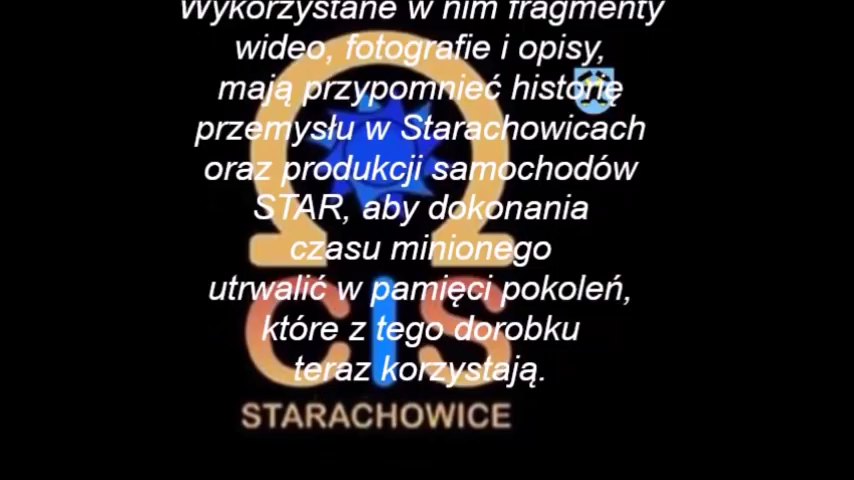 Wykorzystane w nim fragmenty
wideo, fotografie i opisy,
mają przypomnieć historię
przemysłu w Starachowicach
oraz produkcji samochodów
STAR, aby dokonania
czasu minionego
utrwalić w pamięci pokoleń,
które z tego dorobku
teraz korzystają.
CIS
STARACHOWICE